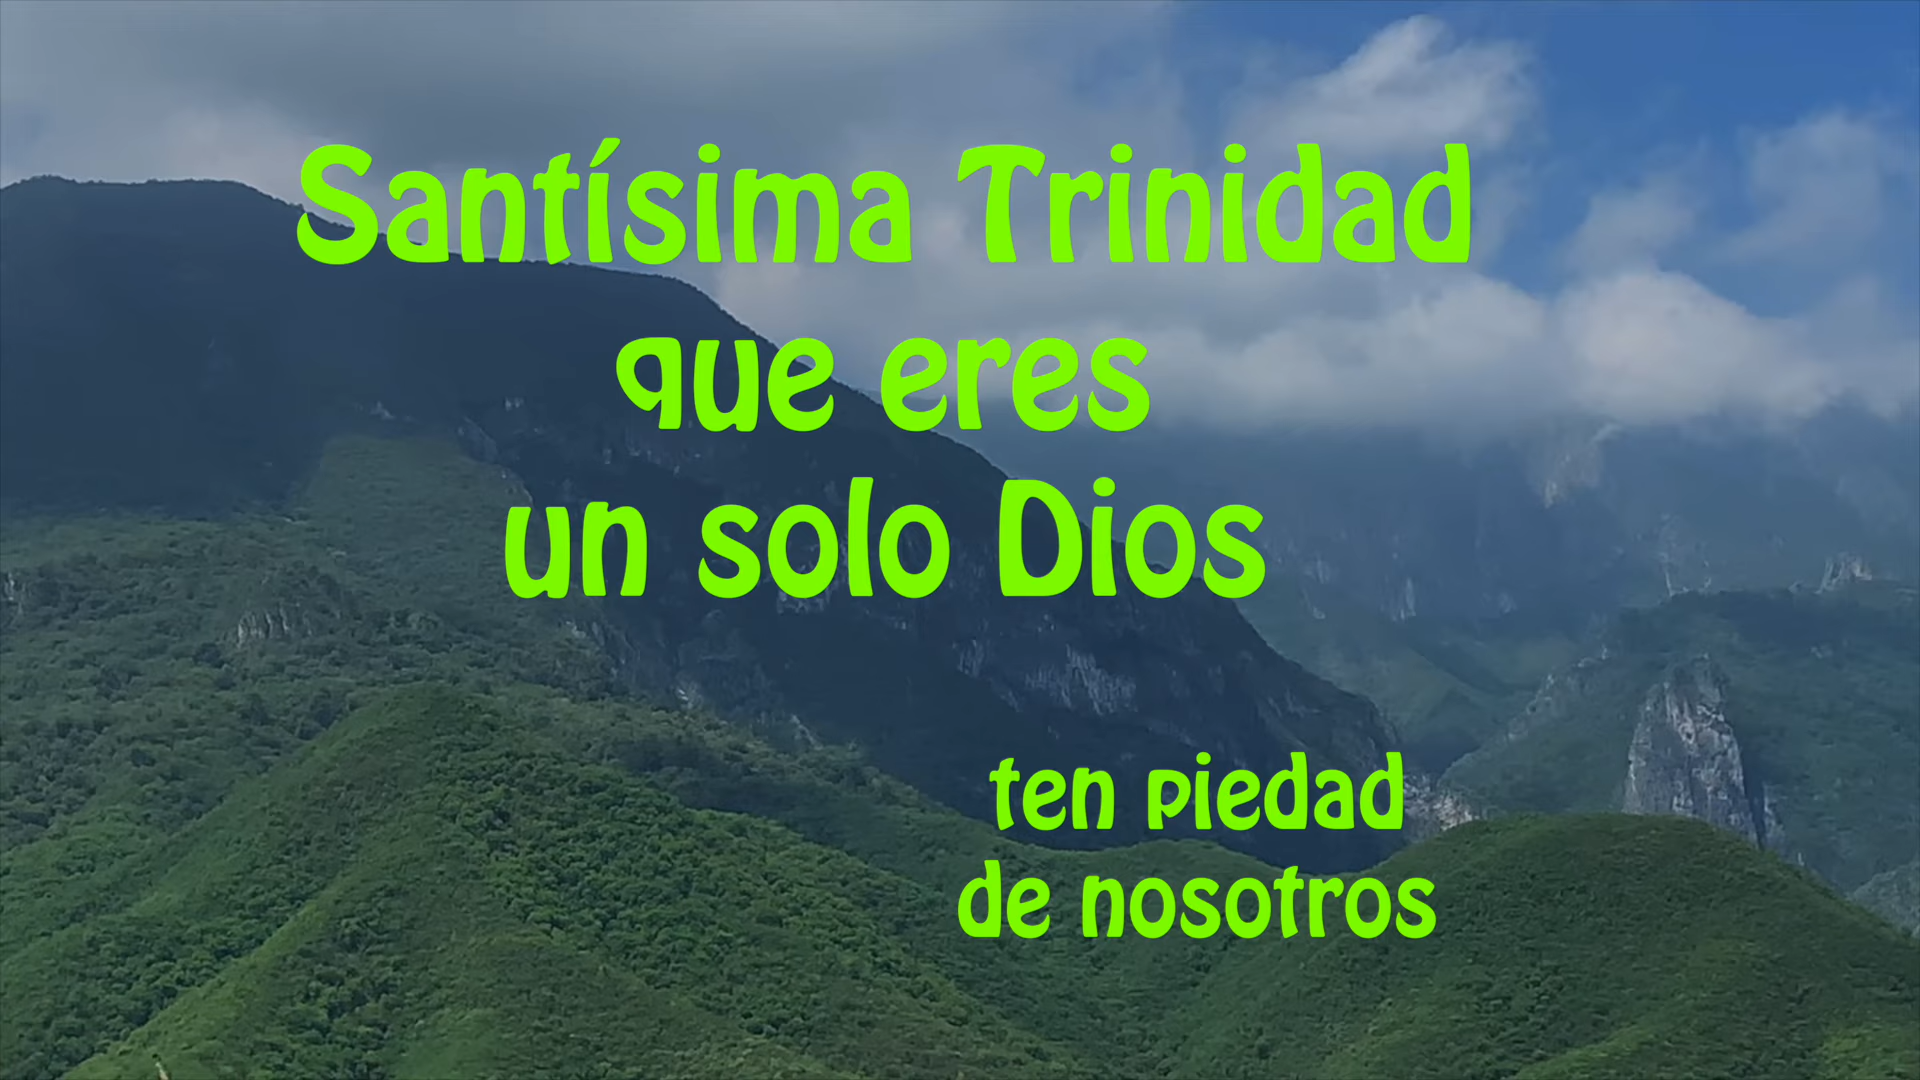 Santísima Trinidad
que eres
un solo Dios
ten piedad
de nosotros